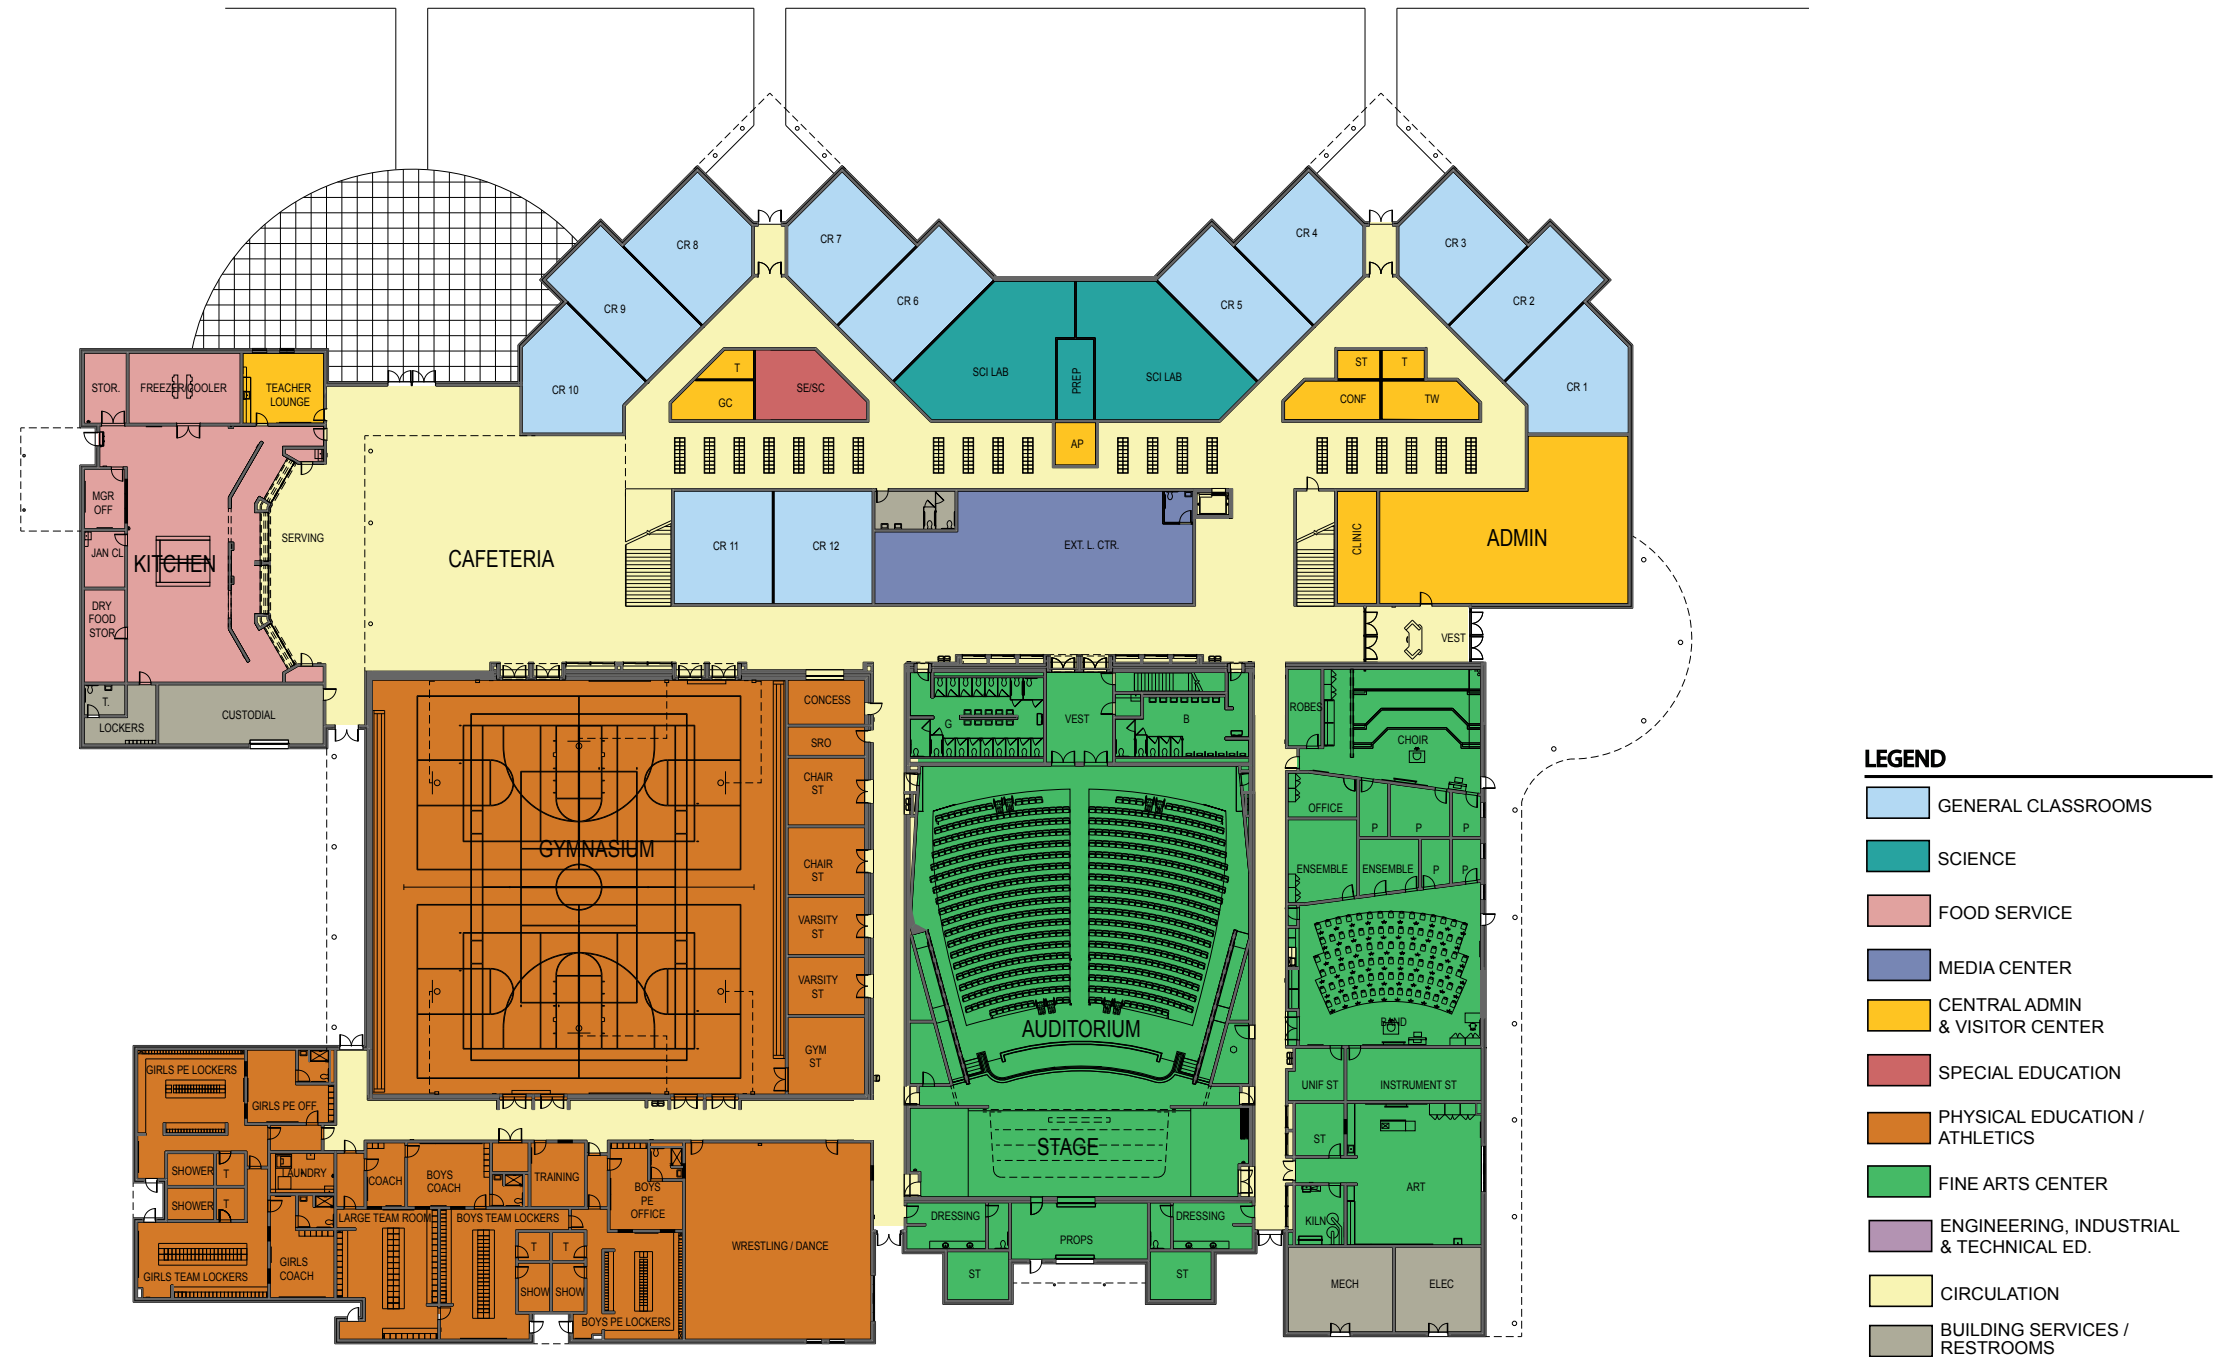 CR 8
CR 7
CR 4
CR 3
CR 9
CR 6
CR 5
CR 2
CR 10
SCI LAB
PREP
SCI LAB
CR 1
T
GC
SE/SC
ST
T
CONF
TW
AP
STOR.
FREEZER/COOLER
TEACHER
LOUNGE
MGR
OFF
JAN CL
KITCHEN
DRY
FOOD
STOR
SERVING
CAFETERIA
CR 11
CR 12
EXT. L. CTR.
CLINIC
ADMIN
VEST
T.
LOCKERS
CUSTODIAL
CONCESS
SRO
CHAIR
ST
GYMNASIUM
CHAIR
ST
VARSITY
ST
VARSITY
ST
GYM
ST
G
VEST
B
AUDITORIUM
STAGE
DRESSING
PROPS
DRESSING
ST
ST
ROBES
CHOIR
OFFICE
P
P
P
ENSEMBLE
ENSEMBLE
P
P
BAND
UNIF ST
INSTRUMENT ST
ST
ART
KILN
MECH
ELEC
GIRLS PE LOCKERS
GIRLS PE OFF
SHOWER
T
SHOWER
T
LAUNDRY
COACH
BOYS
COACH
TRAINING
BOYS
PE
OFFICE
LARGE TEAM ROOM
BOYS TEAM LOCKERS
T
T
SHOW
SHOW
WRESTLING / DANCE
GIRLS TEAM LOCKERS
GIRLS
COACH
BOYS PE LOCKERS
LEGEND
GENERAL CLASSROOMS
SCIENCE
FOOD SERVICE
MEDIA CENTER
CENTRAL ADMIN
& VISITOR CENTER
SPECIAL EDUCATION
PHYSICAL EDUCATION /
ATHLETICS
FINE ARTS CENTER
ENGINEERING, INDUSTRIAL
& TECHNICAL ED.
CIRCULATION
BUILDING SERVICES /
RESTROOMS